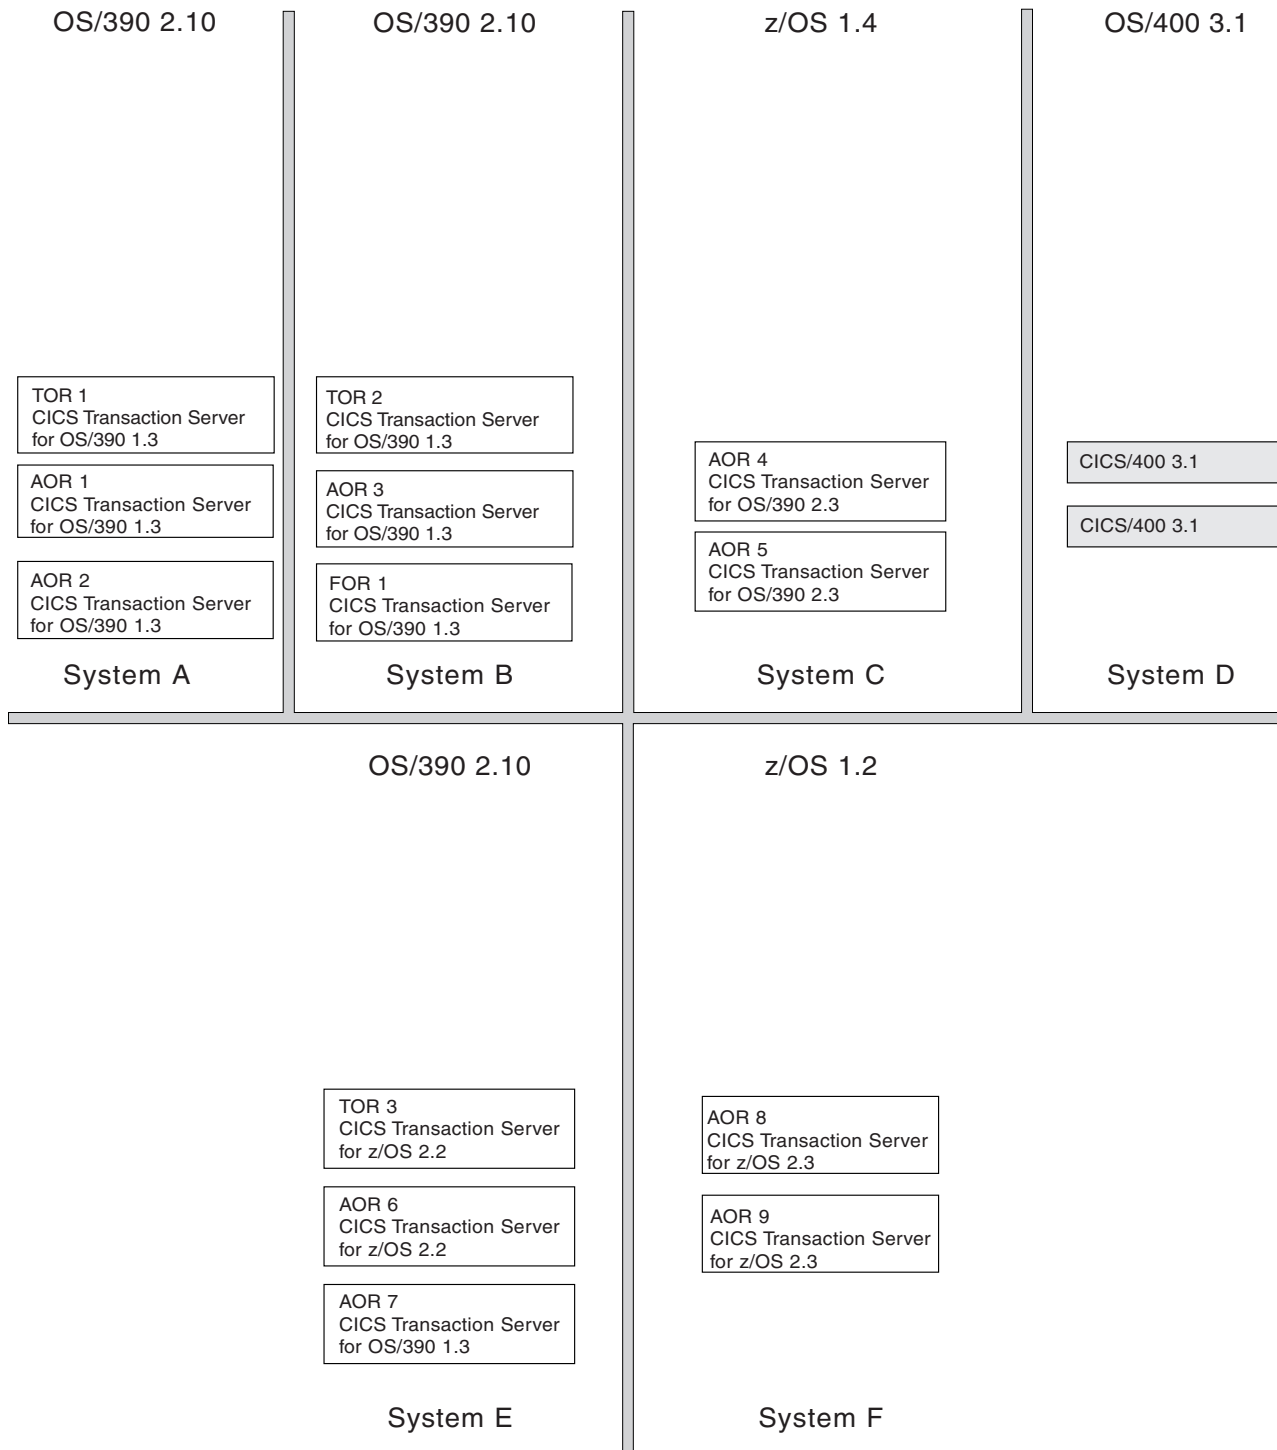 OS/390 2.10
OS/390 2.10
z/OS 1.4
OS/400 3.1
TOR 1
CICS Transaction Server
for OS/390 1.3
AOR 1
CICS Transaction Server
for OS/390 1.3
AOR 2
CICS Transaction Server
for OS/390 1.3
System A
TOR 2
CICS Transaction Server
for OS/390 1.3
AOR 3
CICS Transaction Server
for OS/390 1.3
FOR 1
CICS Transaction Server
for OS/390 1.3
System B
AOR 4
CICS Transaction Server
for OS/390 2.3
AOR 5
CICS Transaction Server
for OS/390 2.3
System C
CICS/400 3.1
CICS/400 3.1
System D
OS/390 2.10
z/OS 1.2
TOR 3
CICS Transaction Server
for z/OS 2.2
AOR 6
CICS Transaction Server
for z/OS 2.2
AOR 7
CICS Transaction Server
for OS/390 1.3
System E
AOR 8
CICS Transaction Server
for z/OS 2.3
AOR 9
CICS Transaction Server
for z/OS 2.3
System F